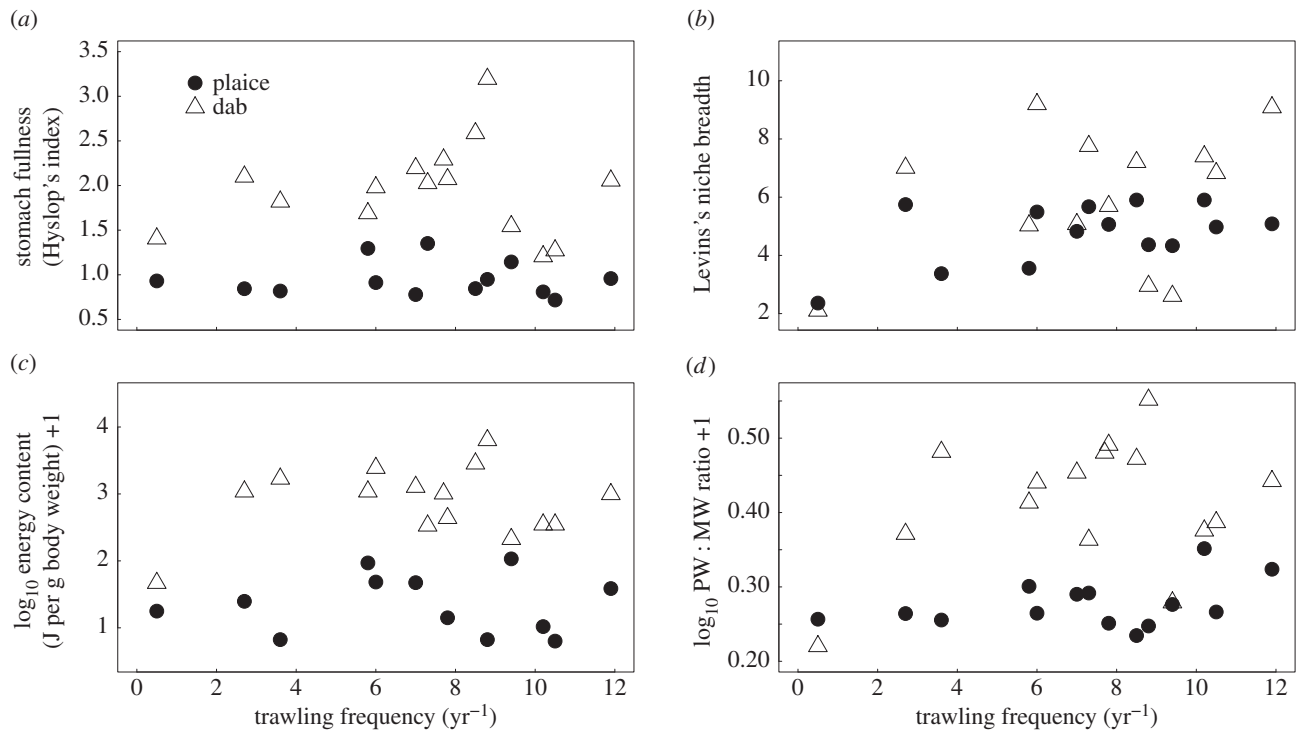 (a)
3.5
3.0
2.5
2.0
1.5
1.0
0.5
stomach fullness
(Hyslop's index)
plaice
dab
(b)
10
8
6
4
2
Levins's niche breadth
(c)
4
3
2
1
log10 energy content
(J per g body weight) +1
0 2 4 6 8 10 12
trawling frequency (yr−1)
(d)
0.50
0.40
0.30
0.20
log10 PW : MW ratio +1
0 2 4 6 8 10 12
trawling frequency (yr−1)